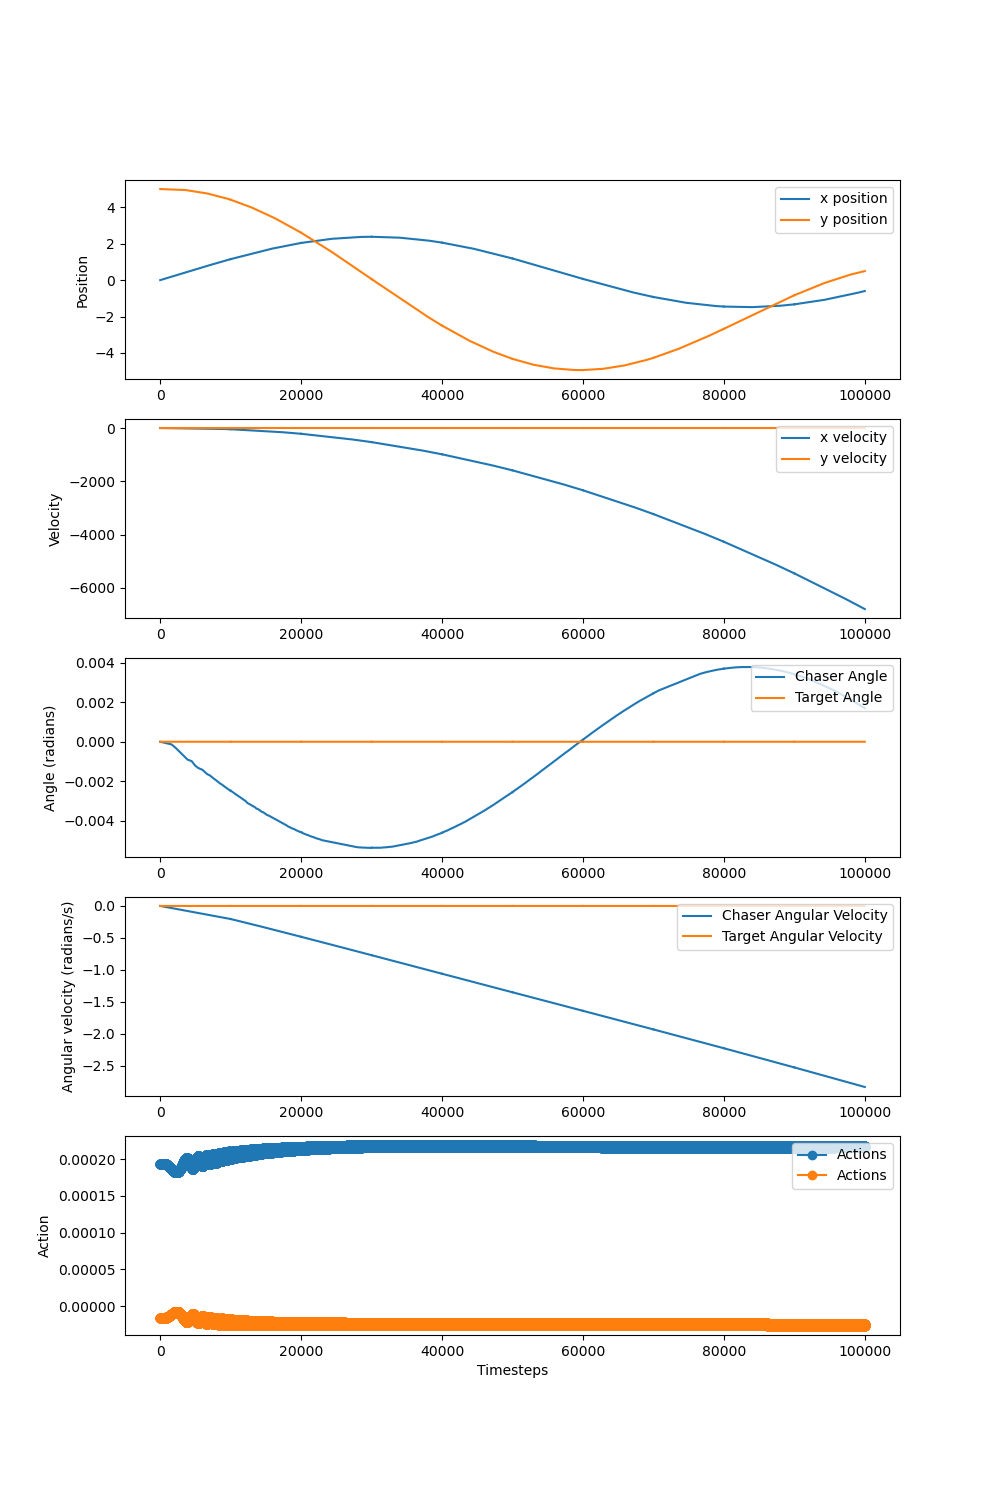 4
2
0
−2
−4
Position
x position
y position
0 20000 40000 60000 80000 100000
0
−2000
−4000
−6000
Velocity
x velocity
y velocity
0 20000 40000 60000 80000 100000
0.004
0.002
0.000
−0.002
−0.004
Angle (radians)
Chaser Angle
Target Angle
0 20000 40000 60000 80000 100000
0.0
−0.5
−1.0
−1.5
−2.0
−2.5
Angular velocity (radians/s)
Chaser Angular Velocity
Target Angular Velocity
0 20000 40000 60000 80000 100000
0.00020
0.00015
0.00010
0.00005
0.00000
Action
Actions
Actions
0 20000 40000 60000 80000 100000
Timesteps